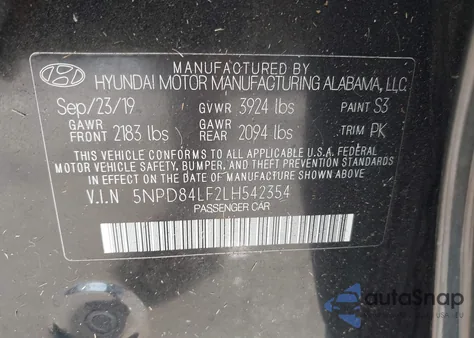 MANUFACTURED BY
HYUNDAI MOTOR MANUFACTURING ALABAMA, LLC.
Sep/23/19 GVWR 3924 lbs PAINT S3
GAWR FRONT 2183 lbs GAWR REAR 2094 lbs TRIM PK
THIS VEHICLE CONFORMS TO ALL APPLICABLE U.S.A. FEDERAL
MOTOR VEHICLE SAFETY, BUMPER, AND THEFT PREVENTION STANDARDS
IN EFFECT ON THE DATE OF MANUFACTURE SHOWN ABOVE.
V.I.N 5NPD84LF2LH542354
PASSENGER CAR
autoSnap